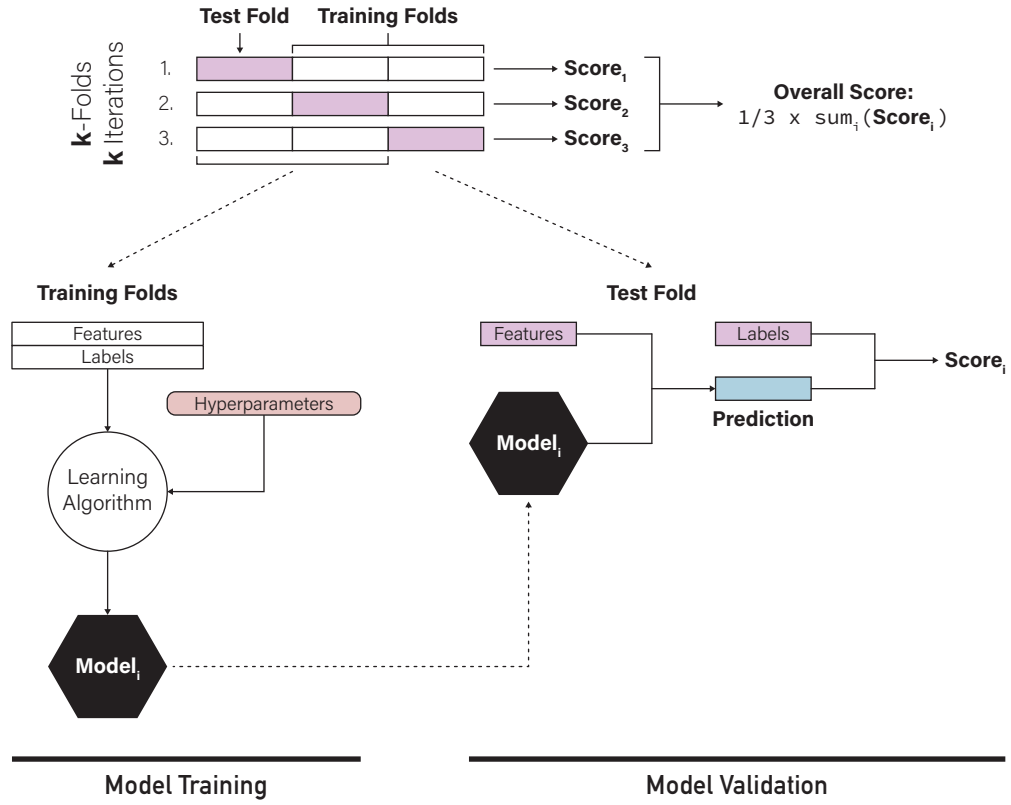 Test Fold
Training Folds
k-Folds
k Iterations
1.
Score₁
2.
Score₂
3.
Score₃
Overall Score:
1/3 x sumᵢ(Scoreᵢ)
Training Folds
Features
Labels
Hyperparameters
Learning
Algorithm
Modelᵢ
Model Training
Test Fold
Features
Labels
Scoreᵢ
Prediction
Modelᵢ
Model Validation